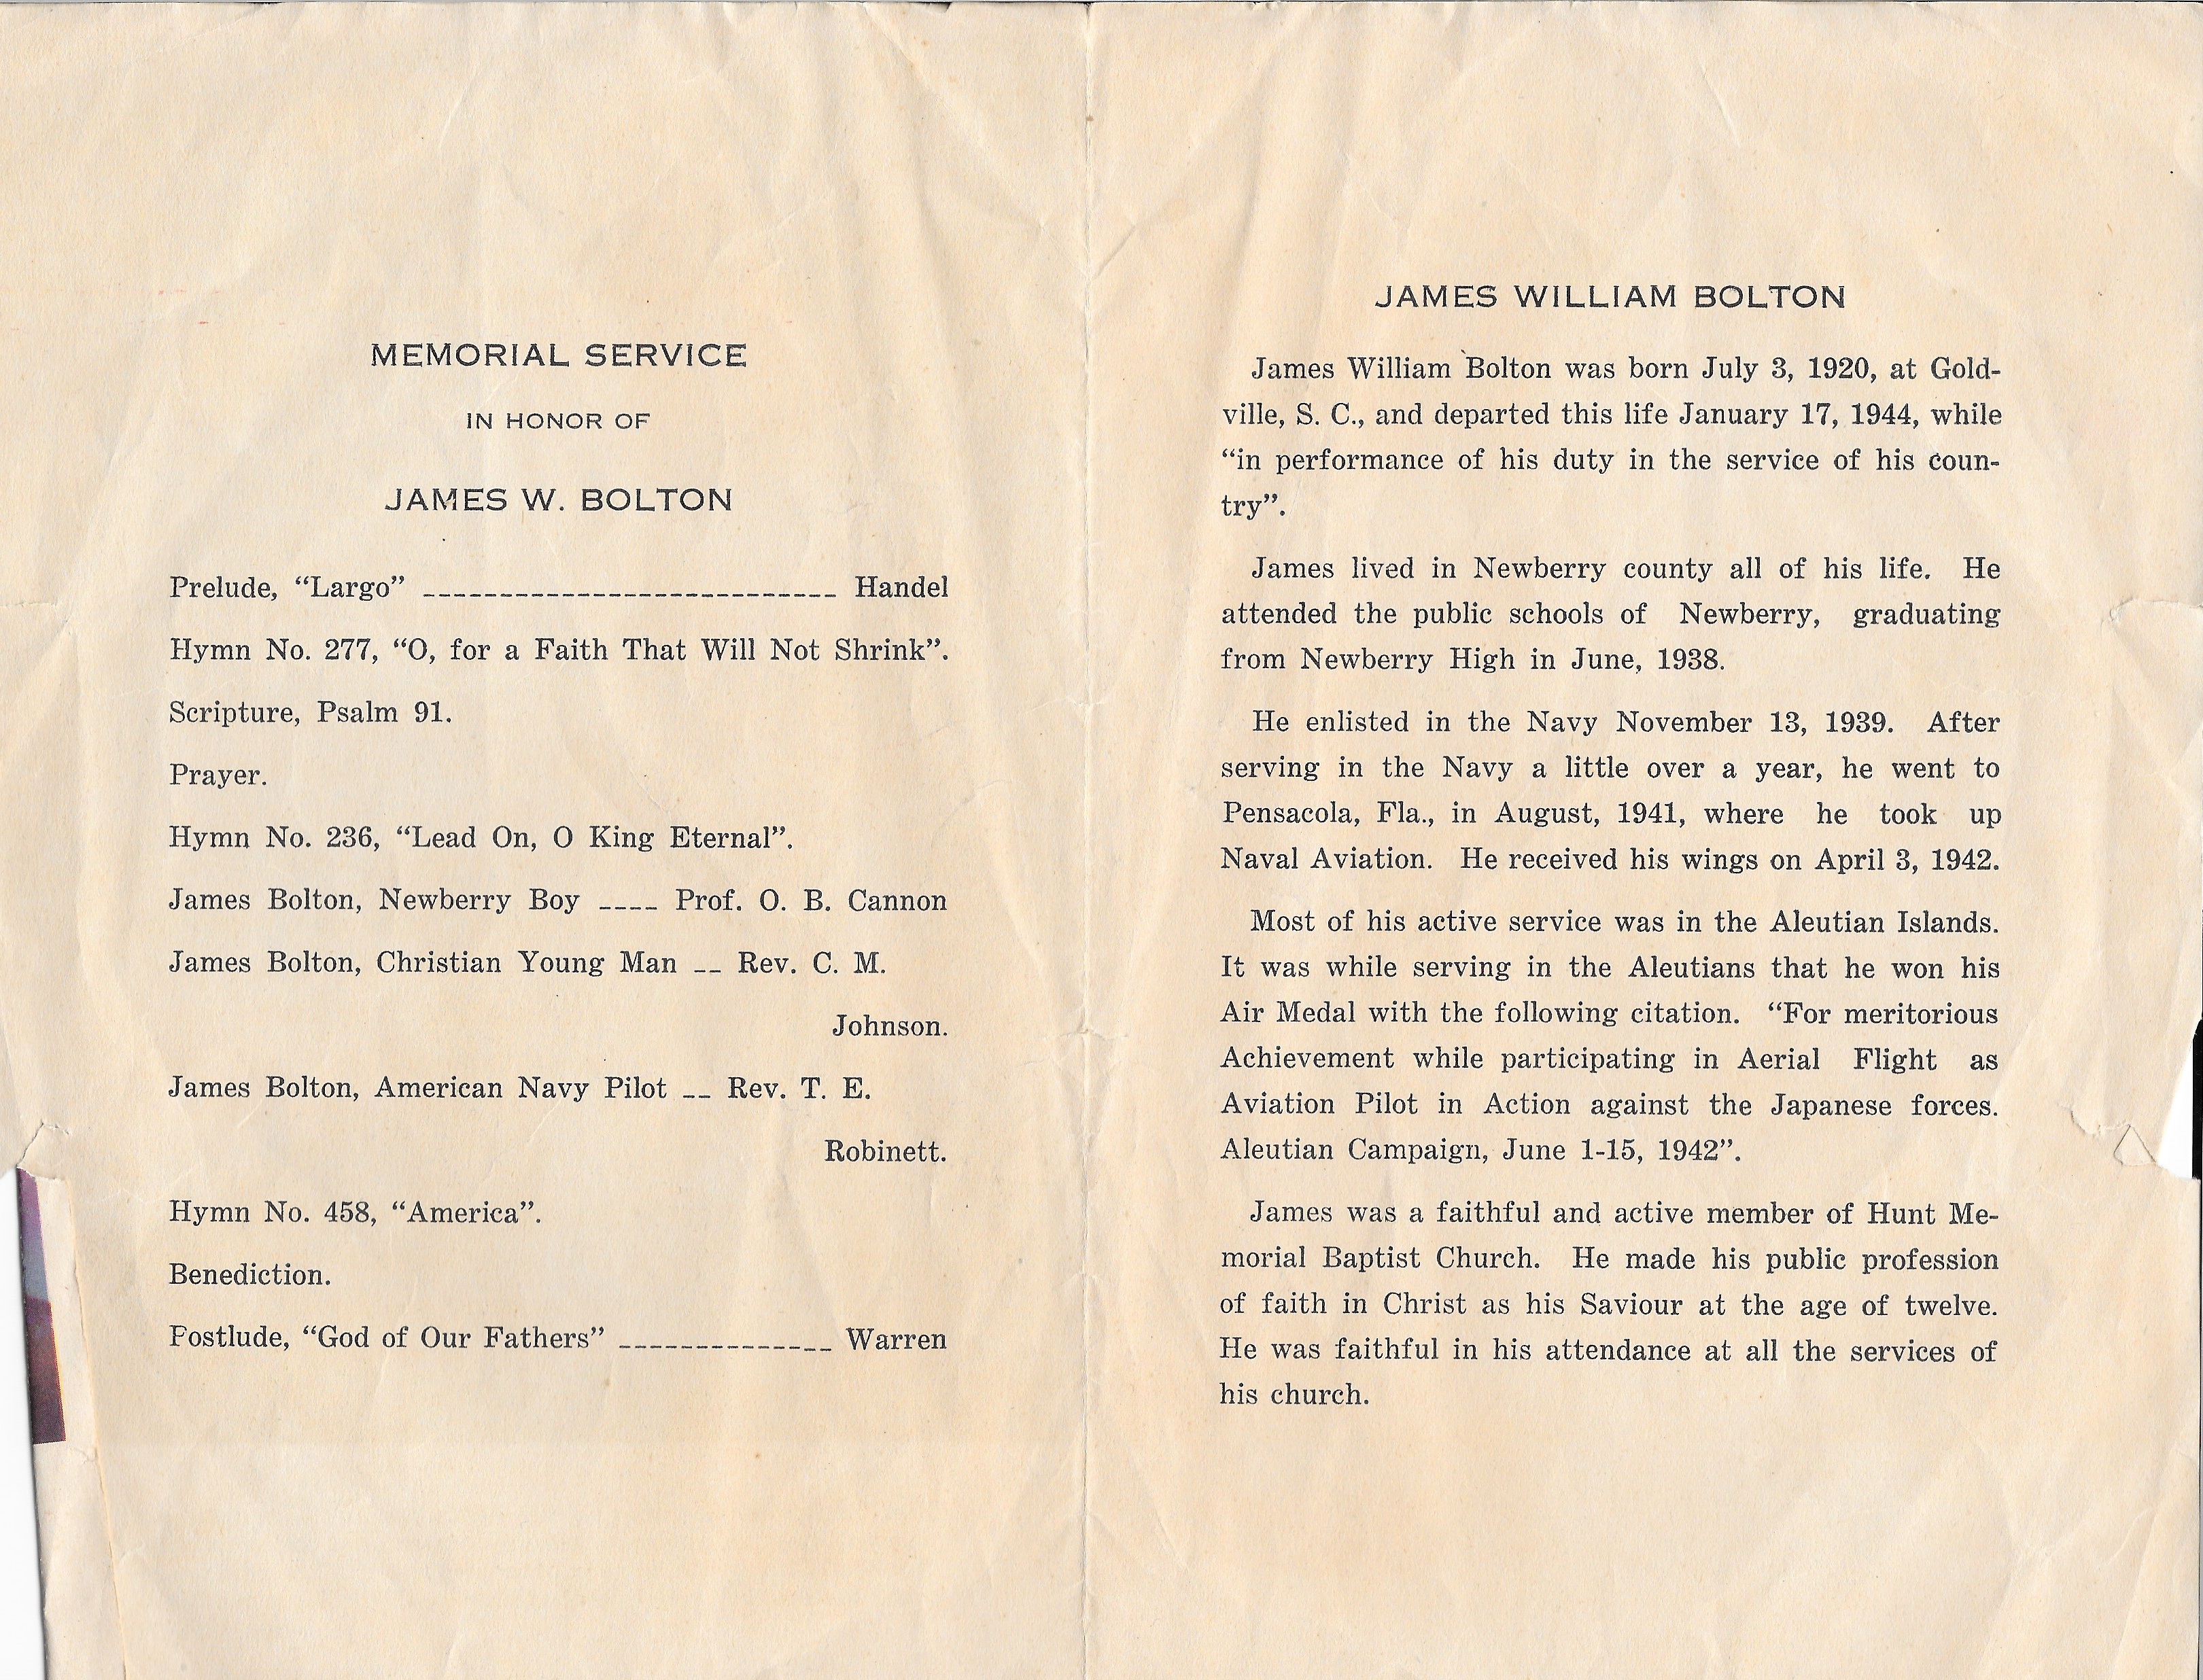 MEMORIAL SERVICE
IN HONOR OF
JAMES W. BOLTON
Prelude, “Largo” --------------------------- Handel
Hymn No. 277, “O, for a Faith That Will Not Shrink”.
Scripture, Psalm 91.
Prayer.
Hymn No. 236, “Lead On, O King Eternal”.
James Bolton, Newberry Boy ---- Prof. O. B. Cannon
James Bolton, Christian Young Man -- Rev. C. M.
Johnson.
James Bolton, American Navy Pilot -- Rev. T. E.
Robinett.
Hymn No. 458, “America”.
Benediction.
Postlude, “God of Our Fathers” -------------- Warren
JAMES WILLIAM BOLTON
James William Bolton was born July 3, 1920, at Gold-
ville, S. C., and departed this life January 17, 1944, while
“in performance of his duty in the service of his coun-
try”.
James lived in Newberry county all of his life. He
attended the public schools of Newberry, graduating
from Newberry High in June, 1938.
He enlisted in the Navy November 13, 1939. After
serving in the Navy a little over a year, he went to
Pensacola, Fla., in August, 1941, where he took up
Naval Aviation. He received his wings on April 3, 1942.
Most of his active service was in the Aleutian Islands.
It was while serving in the Aleutians that he won his
Air Medal with the following citation. “For meritorious
Achievement while participating in Aerial Flight as
Aviation Pilot in Action against the Japanese forces.
Aleutian Campaign, June 1-15, 1942”.
James was a faithful and active member of Hunt Me-
morial Baptist Church. He made his public profession
of faith in Christ as his Saviour at the age of twelve.
He was faithful in his attendance at all the services of
his church.